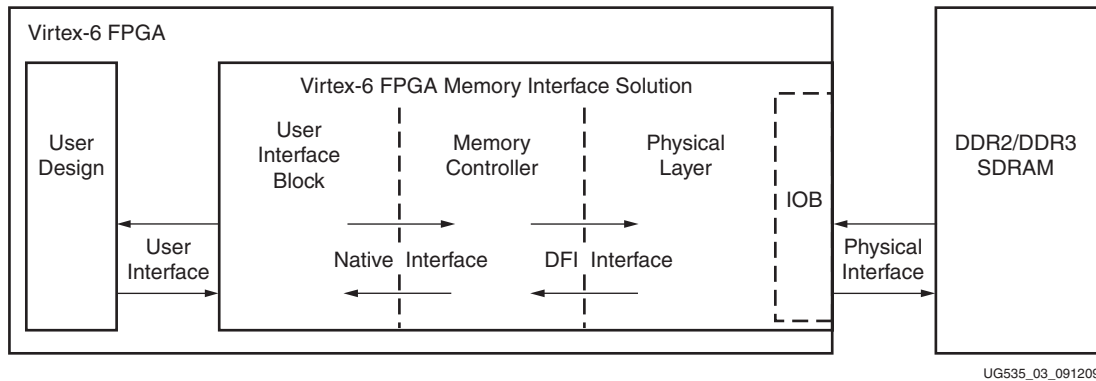 Virtex-6 FPGA
Virtex-6 FPGA Memory Interface Solution
User
Design
User
Interface
Block
Memory
Controller
Physical
Layer
IOB
DDR2/DDR3
SDRAM
User
Interface
Native Interface
DFI Interface
Physical
Interface
UG535_03_091209